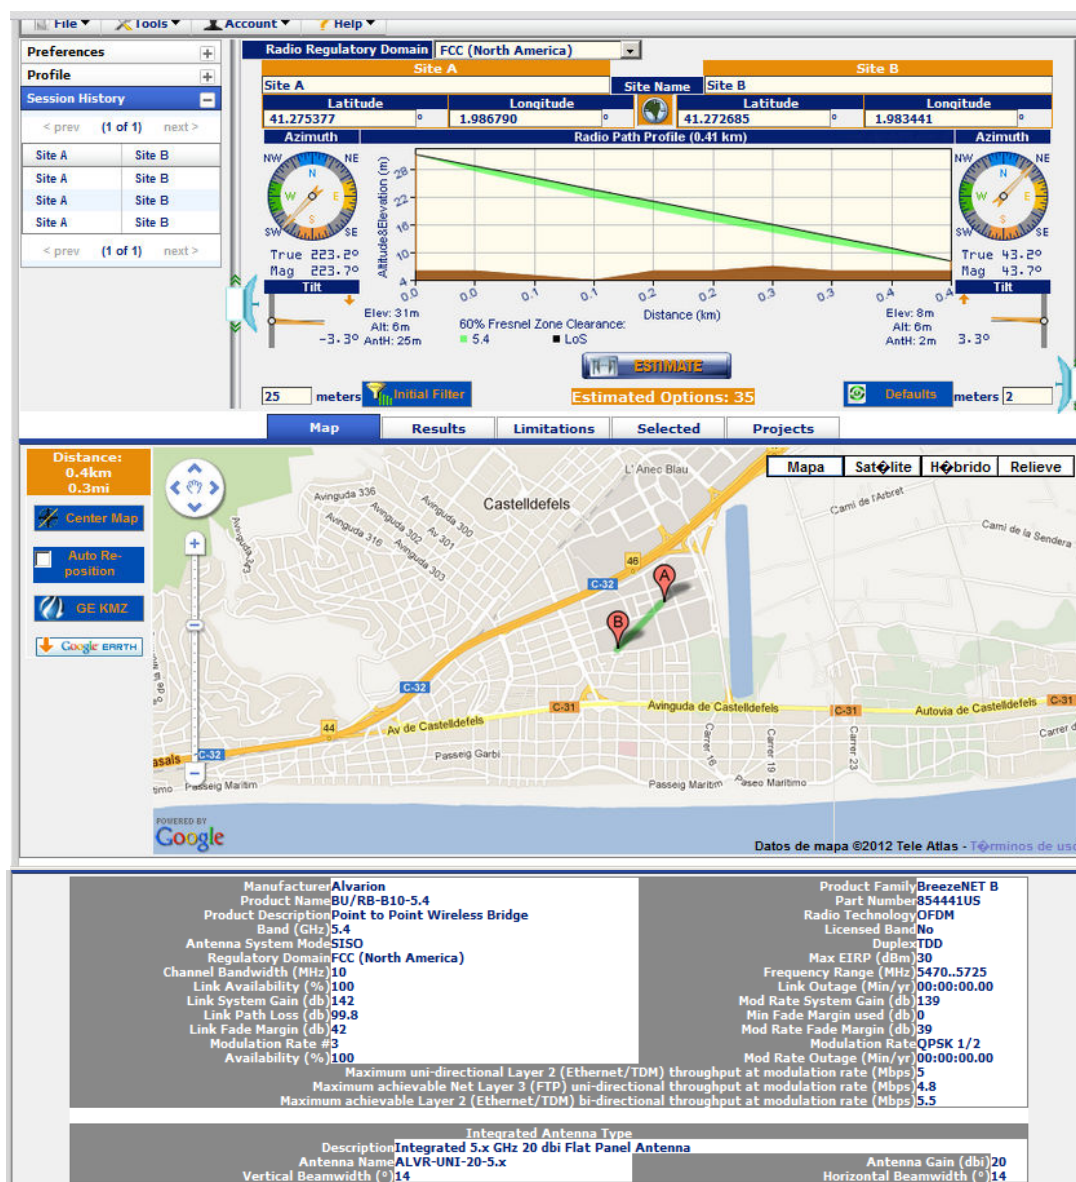 File Tools Account Help
Preferences
Profile
Session History
< prev (1 of 1) next >
Site A Site B
Site A Site B
Site A Site B
Site A Site B
< prev (1 of 1) next >
Radio Regulatory Domain FCC (North America)
Site A Site B
Site A Site Name Site B
Latitude Longitude Latitude Longitude
41.275377 ° 1.986790 ° 41.272685 ° 1.983441 °
Azimuth Radio Path Profile (0.41 km) Azimuth
NW N NE
W E
SW S SE
True 223.2º
Mag 223.7º
Tilt
-3.3º
Altitude&Elevation (m)
28
22
16
10
4
0.0 0.0 0.1 0.1 0.2 0.2 0.3 0.3 0.4 0.4
Distance (km)
Elev: 31m
Alt: 6m
AntH: 25m
60% Fresnel Zone Clearance:
5.4 LoS
Elev: 8m
Alt: 6m
AntH: 2m
NW N NE
W E
SW S SE
True 43.2º
Mag 43.7º
Tilt
3.3º
ESTIMATE
25 meters Initial Filter Estimated Options: 35 Defaults meters 2
Map Results Limitations Selected Projects
Distance:
0.4km
0.3mi
Center Map
Auto Re-
position
GE KMZ
Google EARTH
Mapa Sat�lite H�brido Relieve
L' Anec Blau
Castelldefels
Avinguda 336
Avinguda 316
Avinguda 302
Avinguda 303
Av 301
Avinguda 300
Camí de l'Arbret
Camí de la Sendera
46
C-32
A
B
C-32
C-31
Avinguda de Castelldefels
C-31
Autovia de Castelldefels
C-31
44
Av de Castelldefels
C-32
Passeig Garbí
Carrer 16
Carrer 19
Carrer 23
Passeig Marítim
Passeig Marítim
Paseo Marítimo
POWERED BY
Google
Datos de mapa ©2012 Tele Atlas - T�rminos de uso
Manufacturer Alvarion Product Family BreezeNET B
Product Name BU/RB-B10-5.4 Part Number 854441US
Product Description Point to Point Wireless Bridge Radio Technology OFDM
Band (GHz) 5.4 Licensed Band No
Antenna System Mode SISO Duplex TDD
Regulatory Domain FCC (North America) Max EIRP (dBm) 30
Channel Bandwidth (MHz) 10 Frequency Range (MHz) 5470..5725
Link Availability (%) 100 Link Outage (Min/yr) 00:00:00.00
Link System Gain (db) 142 Mod Rate System Gain (db) 139
Link Path Loss (db) 99.8 Min Fade Margin used (db) 0
Link Fade Margin (db) 42 Mod Rate Fade Margin (db) 39
Modulation Rate # 3 Modulation Rate QPSK 1/2
Availability (%) 100 Mod Rate Outage (Min/yr) 00:00:00.00
Maximum uni-directional Layer 2 (Ethernet/TDM) throughput at modulation rate (Mbps) 5
Maximum achievable Net Layer 3 (FTP) uni-directional throughput at modulation rate (Mbps) 4.8
Maximum achievable Layer 2 (Ethernet/TDM) bi-directional throughput at modulation rate (Mbps) 5.5
Integrated Antenna Type
Description Integrated 5.x GHz 20 dbi Flat Panel Antenna
Antenna Name ALVR-UNI-20-5.x Antenna Gain (dbi) 20
Vertical Beamwidth (°) 14 Horizontal Beamwidth (°) 14